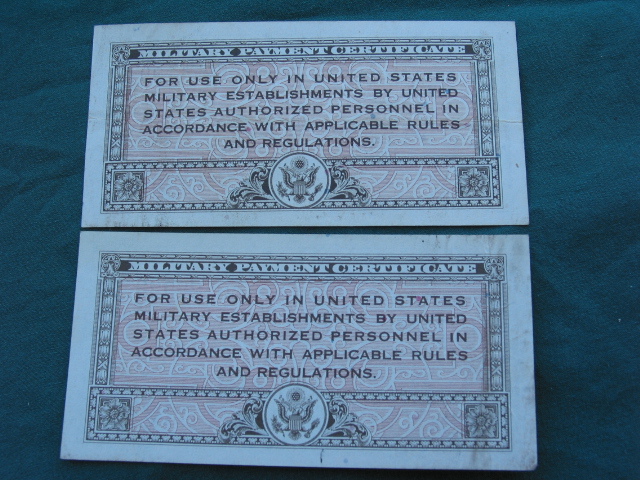 MILITARY PAYMENT CERTIFICATE
FOR USE ONLY IN UNITED STATES
MILITARY ESTABLISHMENTS BY UNITED
STATES AUTHORIZED PERSONNEL IN
ACCORDANCE WITH APPLICABLE RULES
AND REGULATIONS.
MILITARY PAYMENT CERTIFICATE
FOR USE ONLY IN UNITED STATES
MILITARY ESTABLISHMENTS BY UNITED
STATES AUTHORIZED PERSONNEL IN
ACCORDANCE WITH APPLICABLE RULES
AND REGULATIONS.